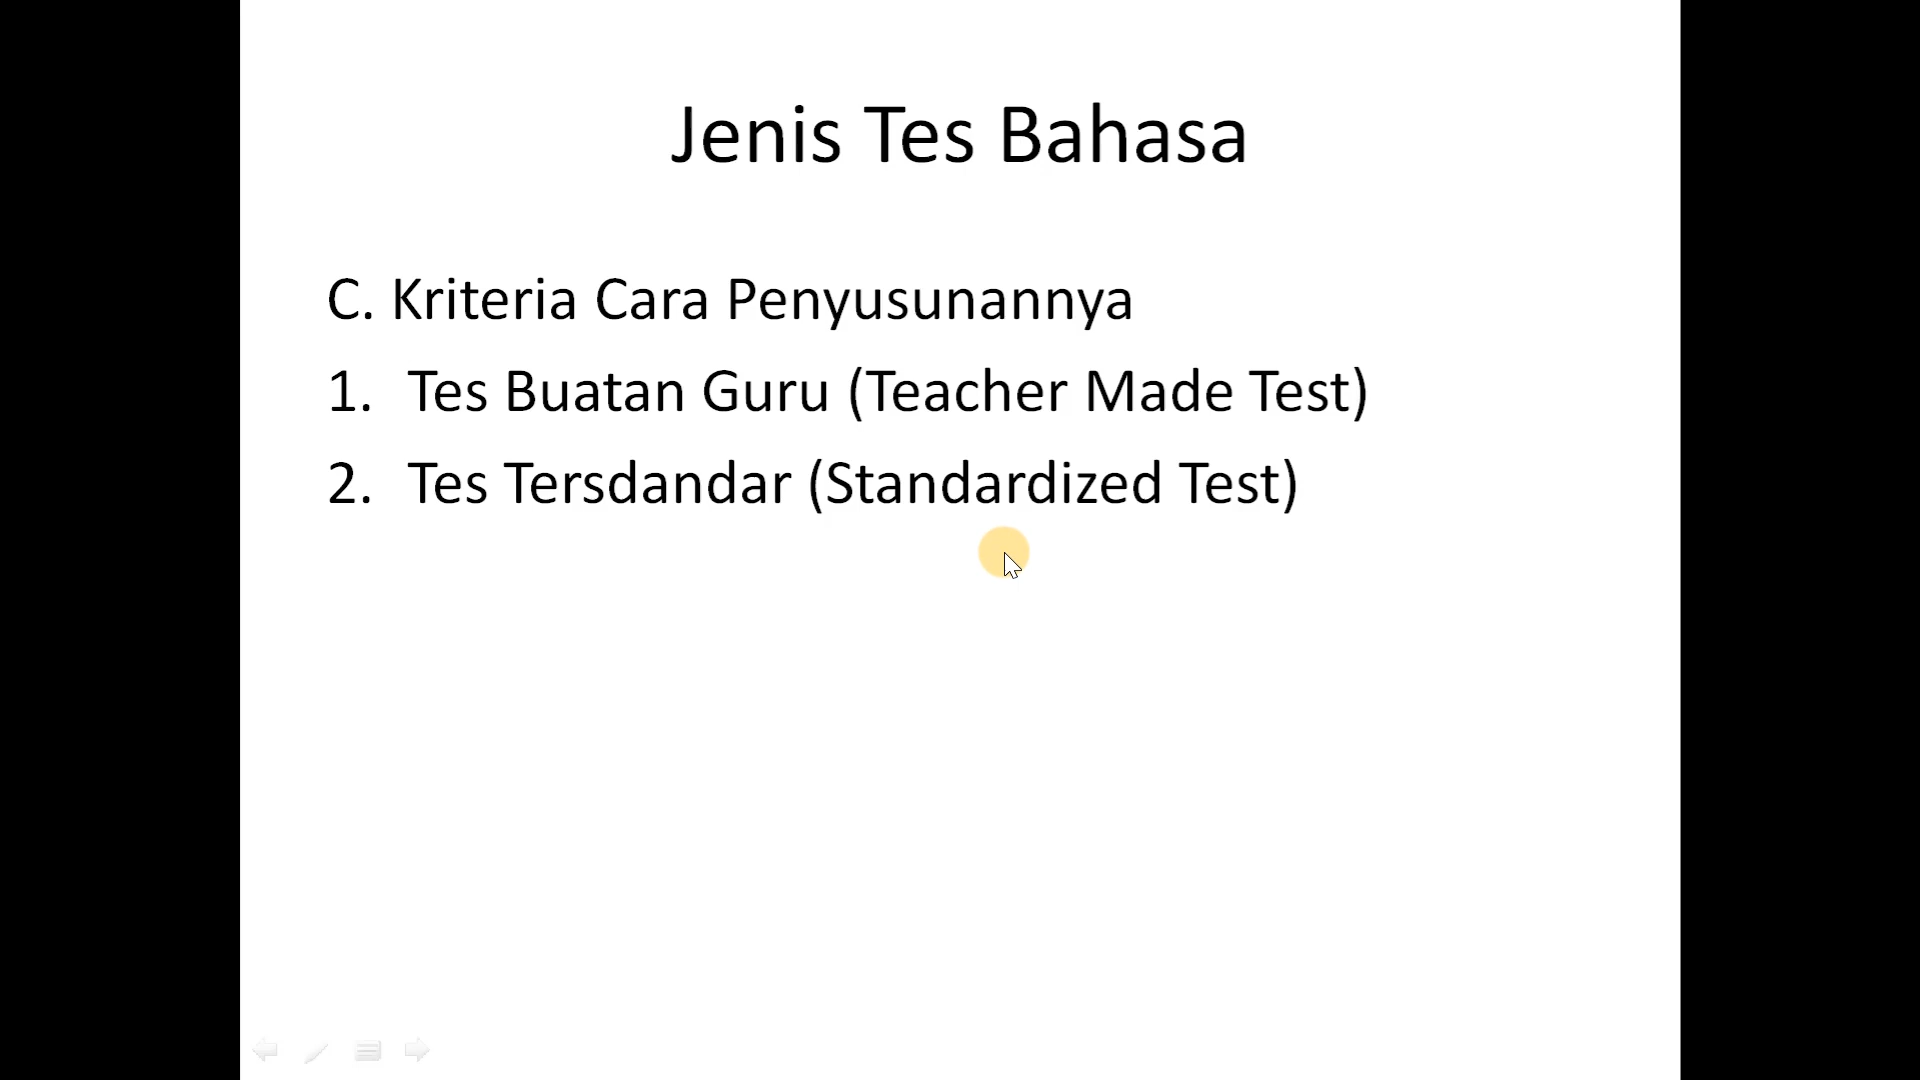 Jenis Tes Bahasa
C. Kriteria Cara Penyusunannya
1. Tes Buatan Guru (Teacher Made Test)
2. Tes Tersdandar (Standardized Test)